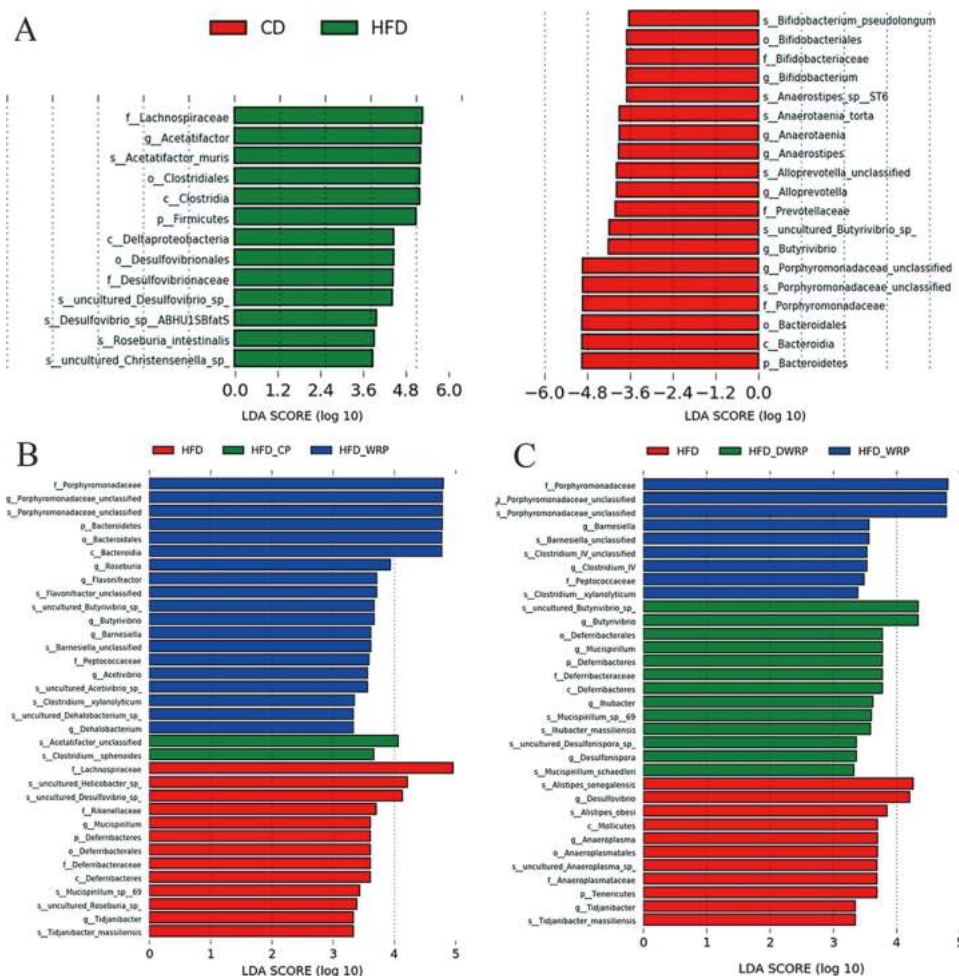 A
CD HFD
f__Lachnospiraceae
g__Acetatifactor
s__Acetatifactor_muris
o__Clostridiales
c__Clostridia
p__Firmicutes
c__Deltaproteobacteria
o__Desulfovibrionales
f__Desulfovibrionaceae
s__uncultured_Desulfovibrio_sp_
s__Desulfovibrio_sp__ABHU1SBfatS
s__Roseburia_intestinalis
s__uncultured_Christensenella_sp_
0.0 1.2 2.4 3.6 4.8 6.0
LDA SCORE (log 10)
s__Bifidobacterium_pseudolongum
o__Bifidobacteriales
f__Bifidobacteriaceae
g__Bifidobacterium
s__Anaerostipes_sp__ST6
s__Anaerotaenia_torta
g__Anaerotaenia
g__Anaerostipes
s__Alloprevotella_unclassified
g__Alloprevotella
f__Prevotellaceae
s__uncultured_Butyrivibrio_sp_
g__Butyrivibrio
g__Porphyromonadaceae_unclassified
s__Porphyromonadaceae_unclassified
f__Porphyromonadaceae
o__Bacteroidales
c__Bacteroidia
p__Bacteroidetes
−6.0 −4.8 −3.6 −2.4 −1.2 0.0
LDA SCORE (log 10)
B
HFD HFD_CP HFD_WRP
f__Porphyromonadaceae
g__Porphyromonadaceae_unclassified
s__Porphyromonadaceae_unclassified
p__Bacteroidetes
o__Bacteroidales
c__Bacteroidia
g__Roseburia
g__Flavonifractor
s__Flavonifractor_unclassified
s__uncultured_Butyrivibrio_sp_
g__Butyrivibrio
g__Barnesiella
s__Barnesiella_unclassified
f__Peptococcaceae
g__Acetivibrio
s__uncultured_Acetivibrio_sp_
s__Clostridium_xylanolyticum
s__uncultured_Dehalobacterium_sp_
g__Dehalobacterium
s__Acetatifactor_unclassified
s__Clostridium__sphenoides
f__Lachnospiraceae
s__uncultured_Helicobacter_sp_
s__uncultured_Desulfovibrio_sp_
f__Rikenellaceae
g__Mucispirillum
p__Deferribacteres
o__Deferribacterales
f__Deferribacteraceae
c__Deferribacteres
s__Mucispirillum_sp__69
s__uncultured_Roseburia_sp_
g__Tidjanibacter
s__Tidjanibacter_massiliensis
0 1 2 3 4 5
LDA SCORE (log 10)
C
HFD HFD_DWRP HFD_WRP
f__Porphyromonadaceae
g__Porphyromonadaceae_unclassified
s__Porphyromonadaceae_unclassified
g__Barnesiella
s__Barnesiella_unclassified
s__Clostridium_IV_unclassified
g__Clostridium_IV
f__Peptococcaceae
s__Clostridium__xylanolyticum
s__uncultured_Butyrivibrio_sp_
g__Butyrivibrio
o__Deferribacterales
g__Mucispirillum
p__Deferribacteres
f__Deferribacteraceae
c__Deferribacteres
g__Ihubacter
s__Mucispirillum_sp__69
s__Ihubacter_massiliensis
s__uncultured_Desulfonispora_sp_
g__Desulfonispora
s__Mucispirillum_schaedleri
s__Alistipes_senegalensis
g__Desulfovibrio
s__Alistipes_obesi
c__Mollicutes
g__Anaeroplasma
o__Anaeroplasmatales
s__uncultured_Anaeroplasma_sp_
f__Anaeroplasmataceae
p__Tenericutes
g__Tidjanibacter
s__Tidjanibacter_massiliensis
0 1 2 3 4 5
LDA SCORE (log 10)